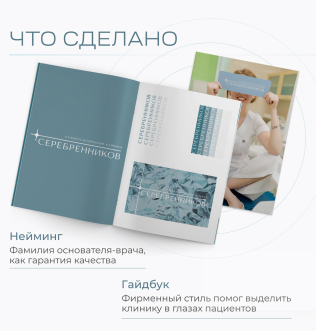 ЧТО СДЕЛАНО
СЕРЕБРЕННИКОВ
СЕРЕБРЕННИКОВ
СЕРЕБРЕННИКОВ
СЕРЕБРЕННИКОВ
СЕРЕБРЕННИКОВ
СЕРЕБРЕННИКОВ
Нейминг
Фамилия основателя-врача,
как гарантия качества
Гайдбук
Фирменный стиль помог выделить
клинику в глазах пациентов